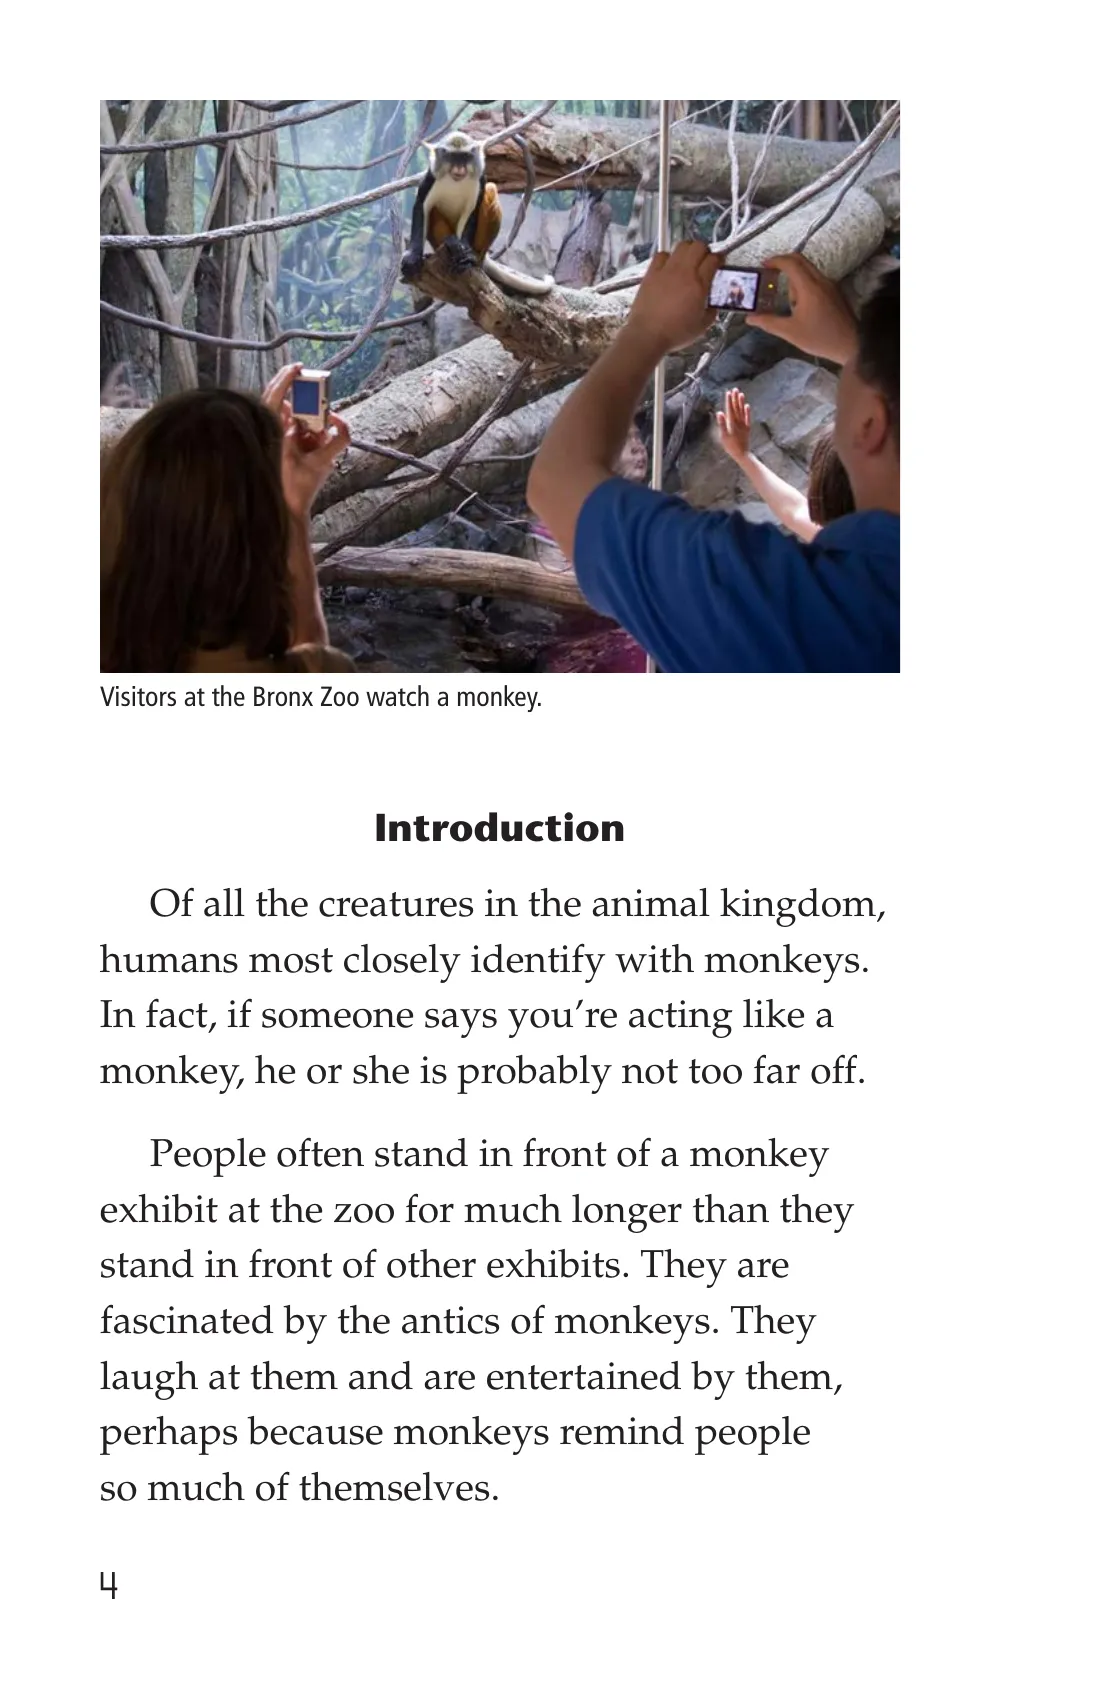 Visitors at the Bronx Zoo watch a monkey.
Introduction
Of all the creatures in the animal kingdom,
humans most closely identify with monkeys.
In fact, if someone says you’re acting like a
monkey, he or she is probably not too far off.
People often stand in front of a monkey
exhibit at the zoo for much longer than they
stand in front of other exhibits. They are
fascinated by the antics of monkeys. They
laugh at them and are entertained by them,
perhaps because monkeys remind people
so much of themselves.
4